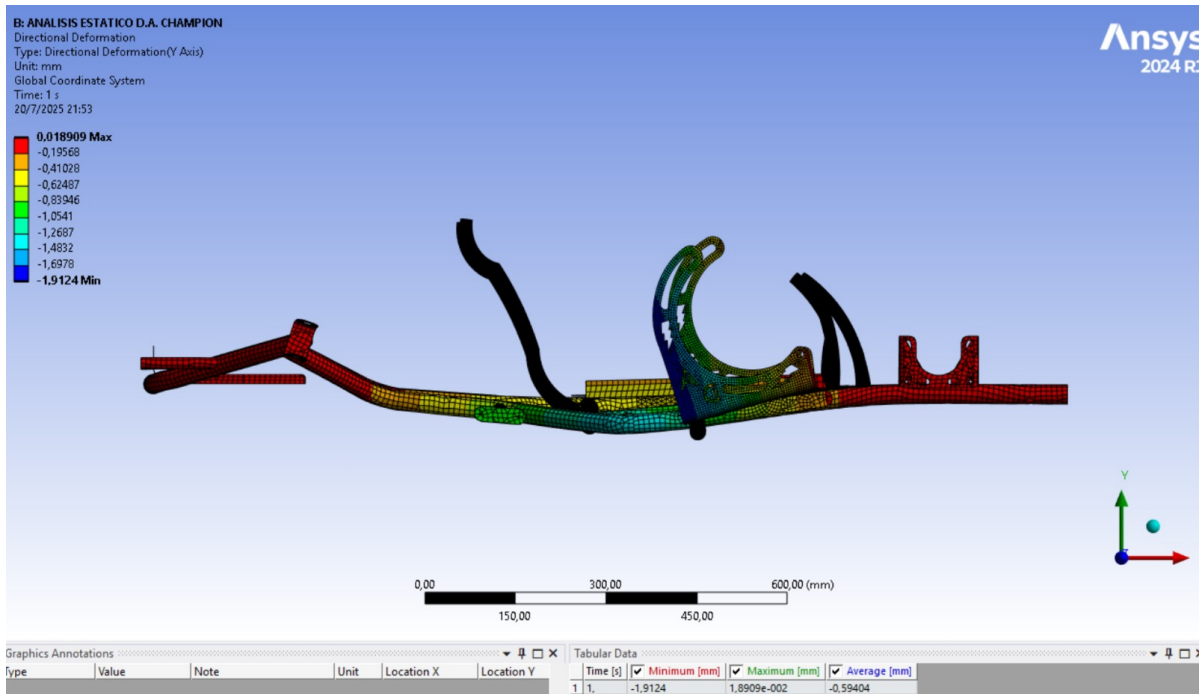 B: ANALISIS ESTATICO D.A. CHAMPION
Directional Deformation
Type: Directional Deformation(Y Axis)
Unit: mm
Global Coordinate System
Time: 1 s
20/7/2025 21:53
Ansys
2024 R1
0,018909 Max
-0,19568
-0,41028
-0,62487
-0,83946
-1,0541
-1,2687
-1,4832
-1,6978
-1,9124 Min
Y
0,00 300,00 600,00 (mm)
150,00 450,00
Graphics Annotations
Type Value Note Unit Location X Location Y
Tabular Data
Time [s] Minimum [mm] Maximum [mm] Average [mm]
1 1, -1,9124 1,8909e-002 -0,59404